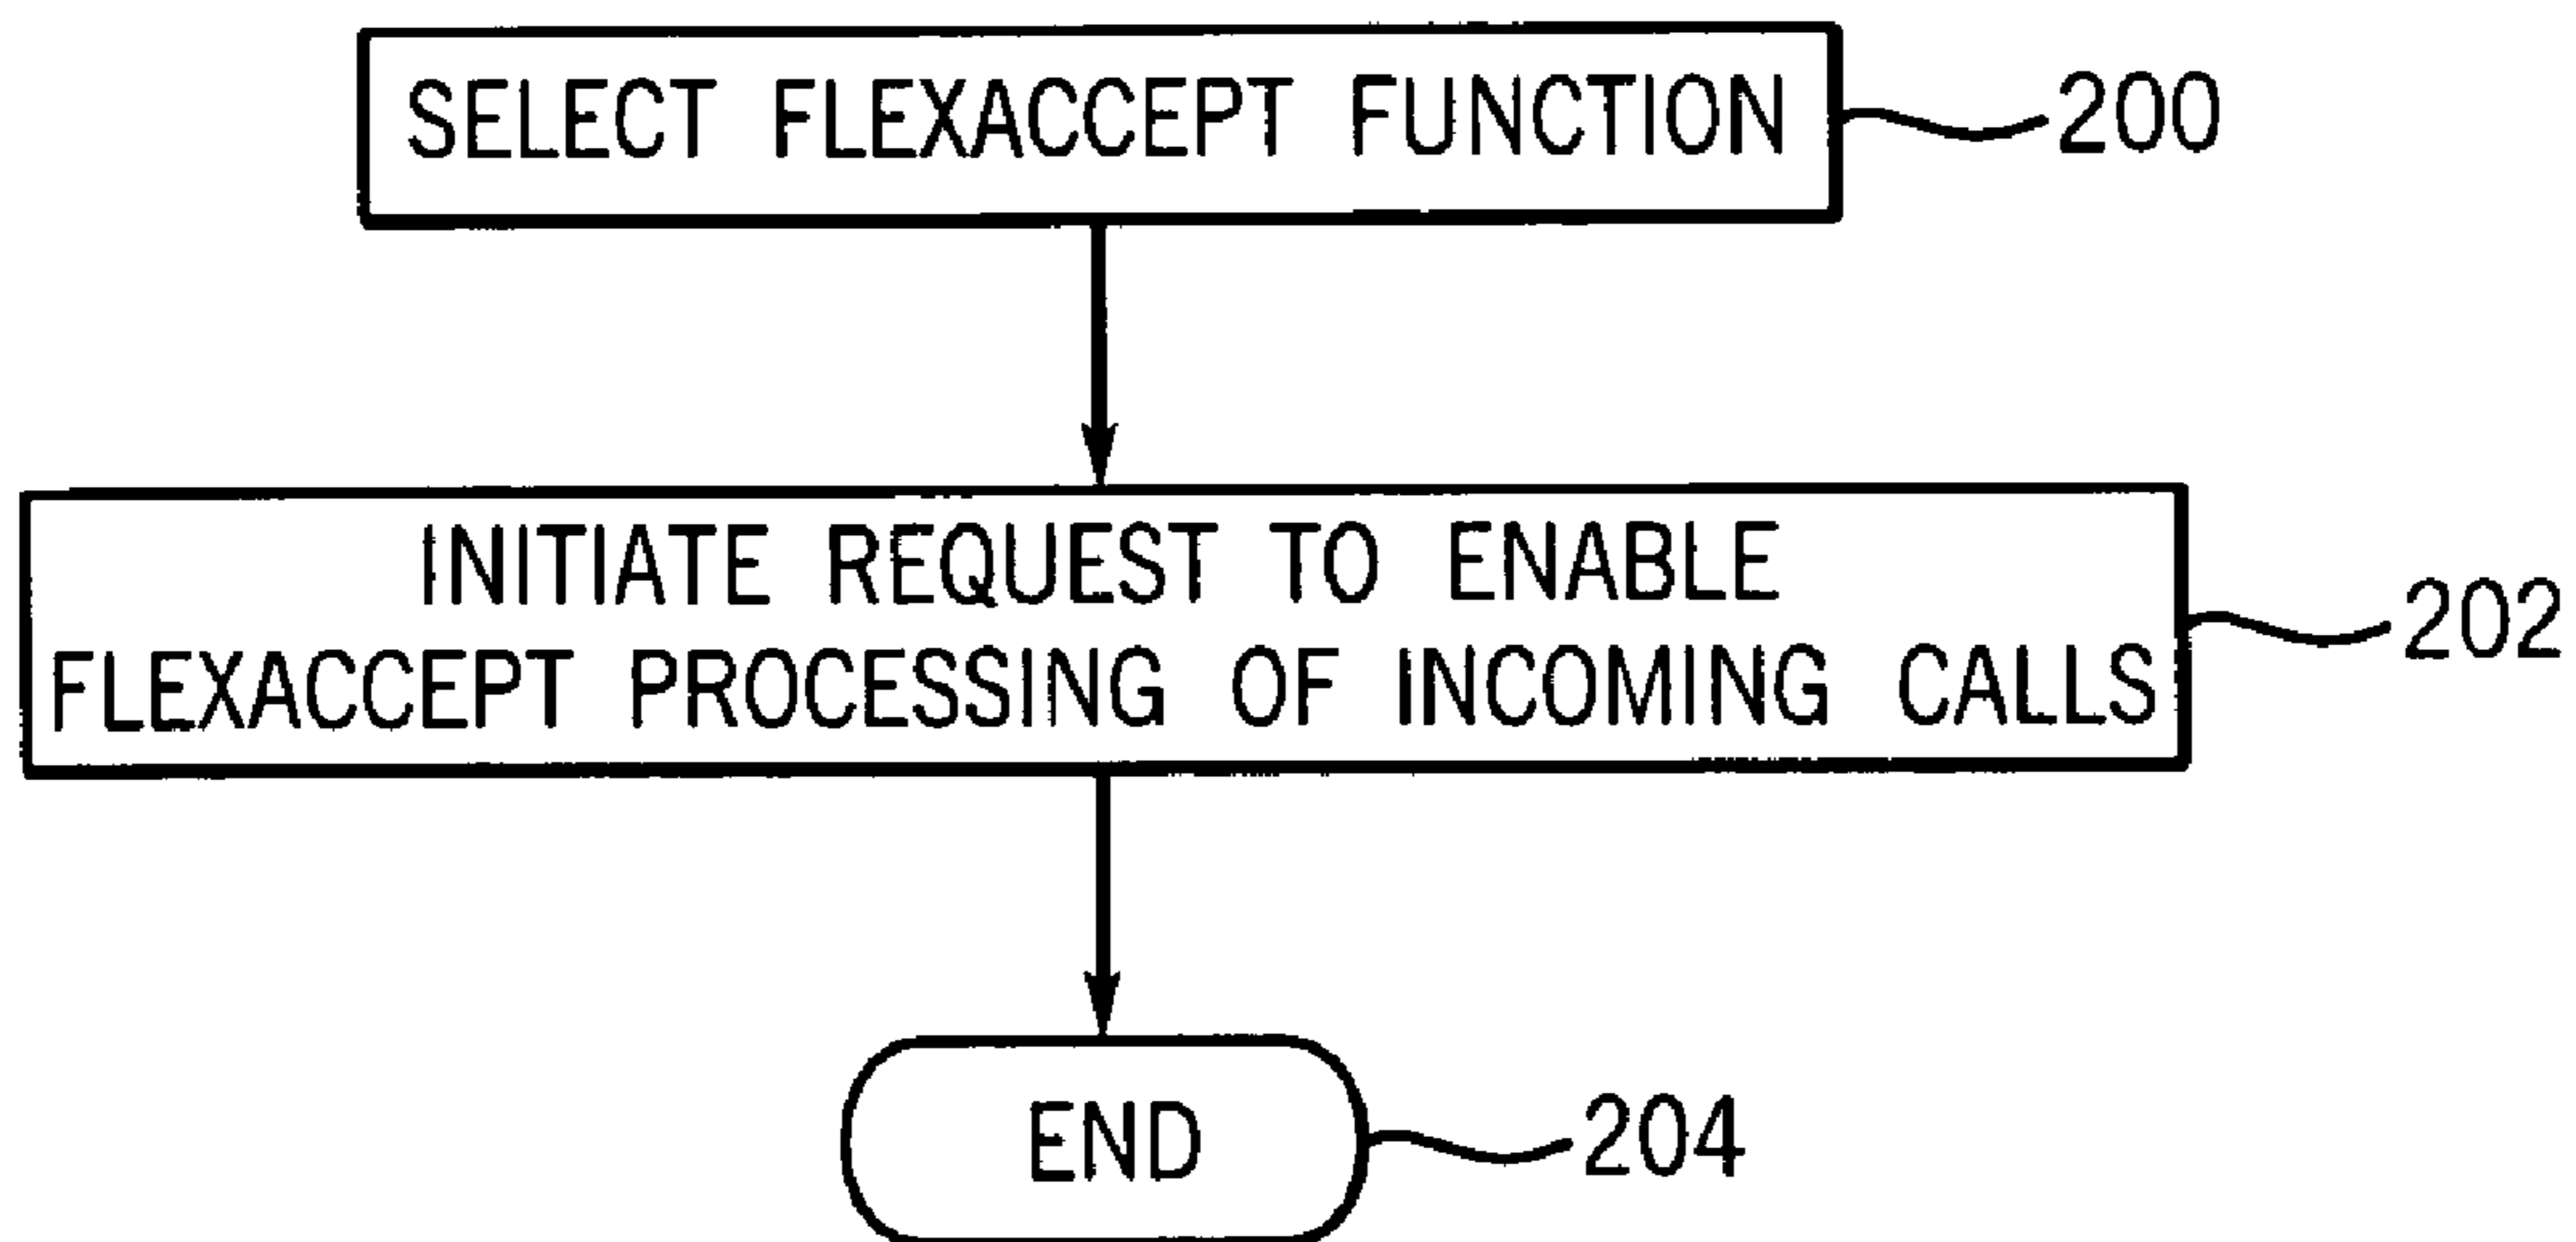 SELECT FLEXACCEPT FUNCTION
200
INITIATE REQUEST TO ENABLE
FLEXACCEPT PROCESSING OF INCOMING CALLS
202
END
204